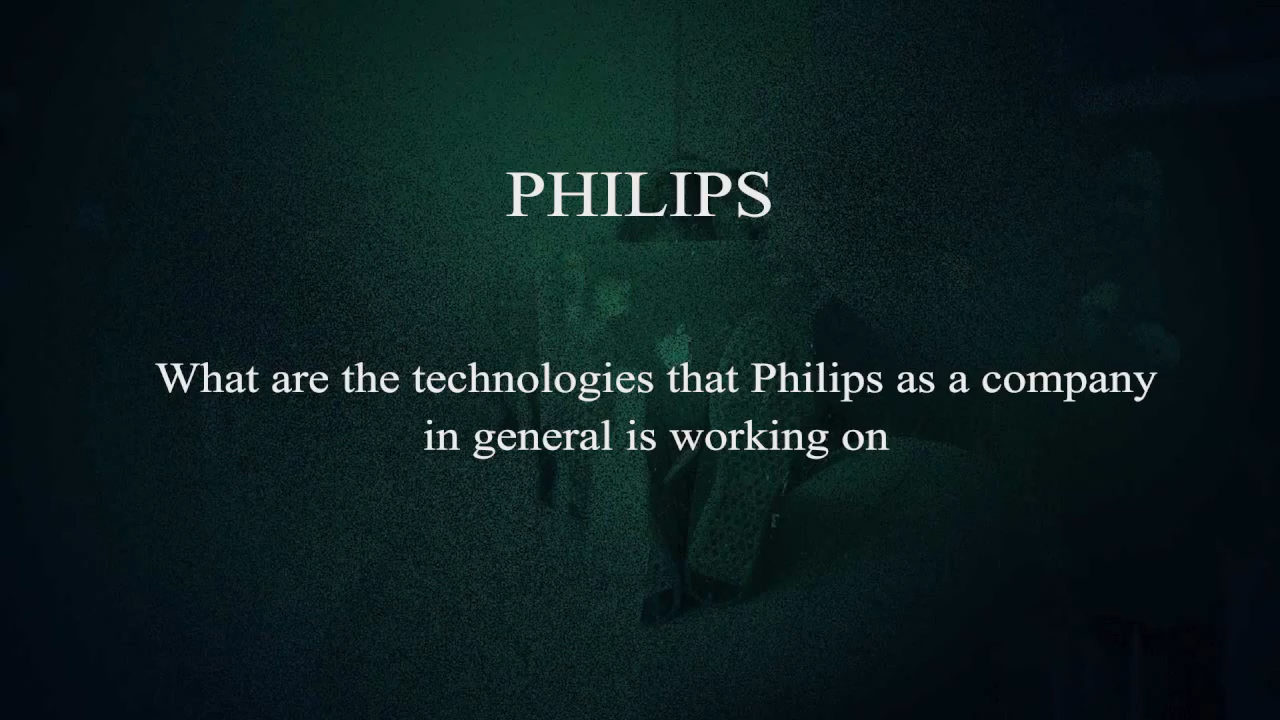 PHILIPS
What are the technologies that Philips as a company
in general is working on